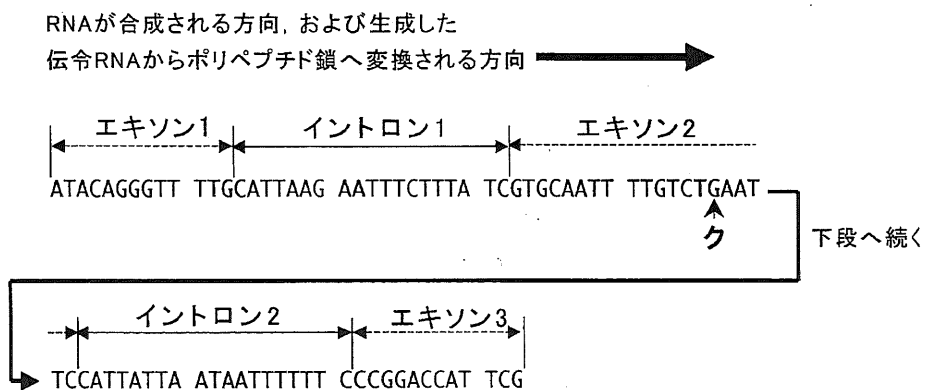 RNAが合成される方向, および生成した
伝令RNAからポリペプチド鎖へ変換される方向
エキソン1 イントロン1 エキソン2
ATACAGGGTT TTGCATTAAG AATTTCTTTA TCGTGCAATT TTGTCTGAAT
ク
下段へ続く
イントロン2 エキソン3
TCCATTATTA ATAATTTTTT CCCGGACCAT TCG